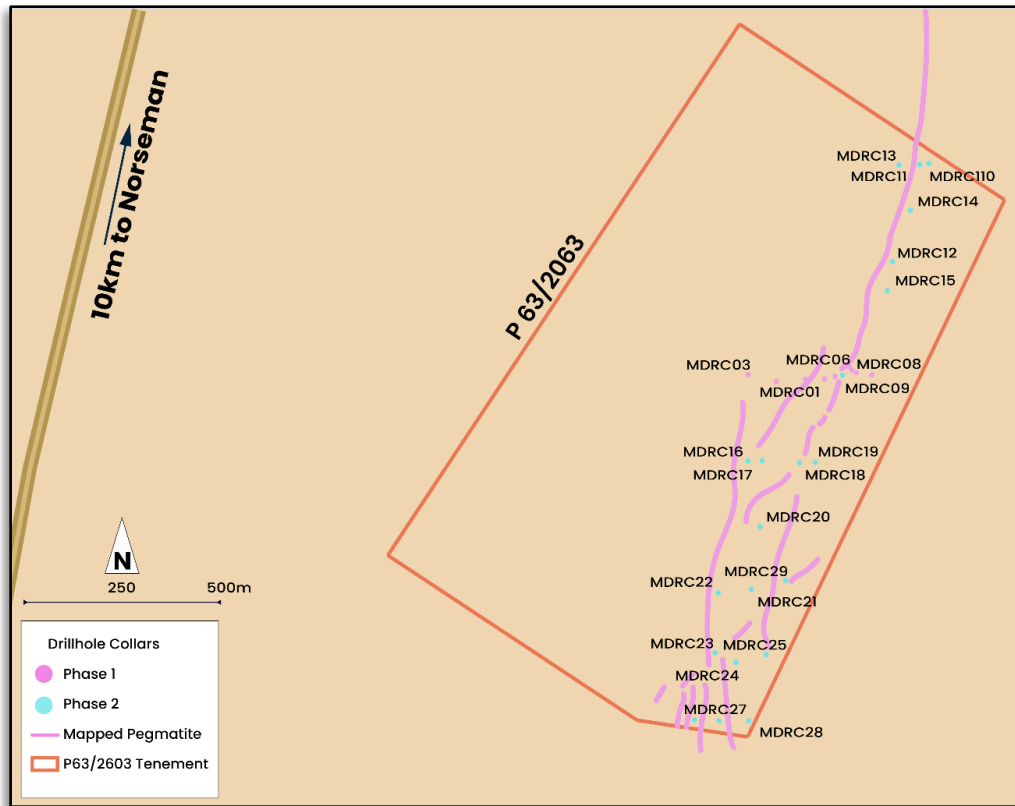 10km to Norseman
P 63/2063
MDRC13
MDRC11
MDRC110
MDRC14
MDRC12
MDRC15
MDRC03
MDRC06
MDRC08
MDRC01
MDRC09
MDRC16
MDRC19
MDRC17
MDRC18
MDRC20
MDRC22
MDRC29
MDRC21
MDRC23
MDRC25
MDRC24
MDRC27
MDRC28
N
250
500m
Drillhole Collars
Phase 1
Phase 2
Mapped Pegmatite
P63/2603 Tenement